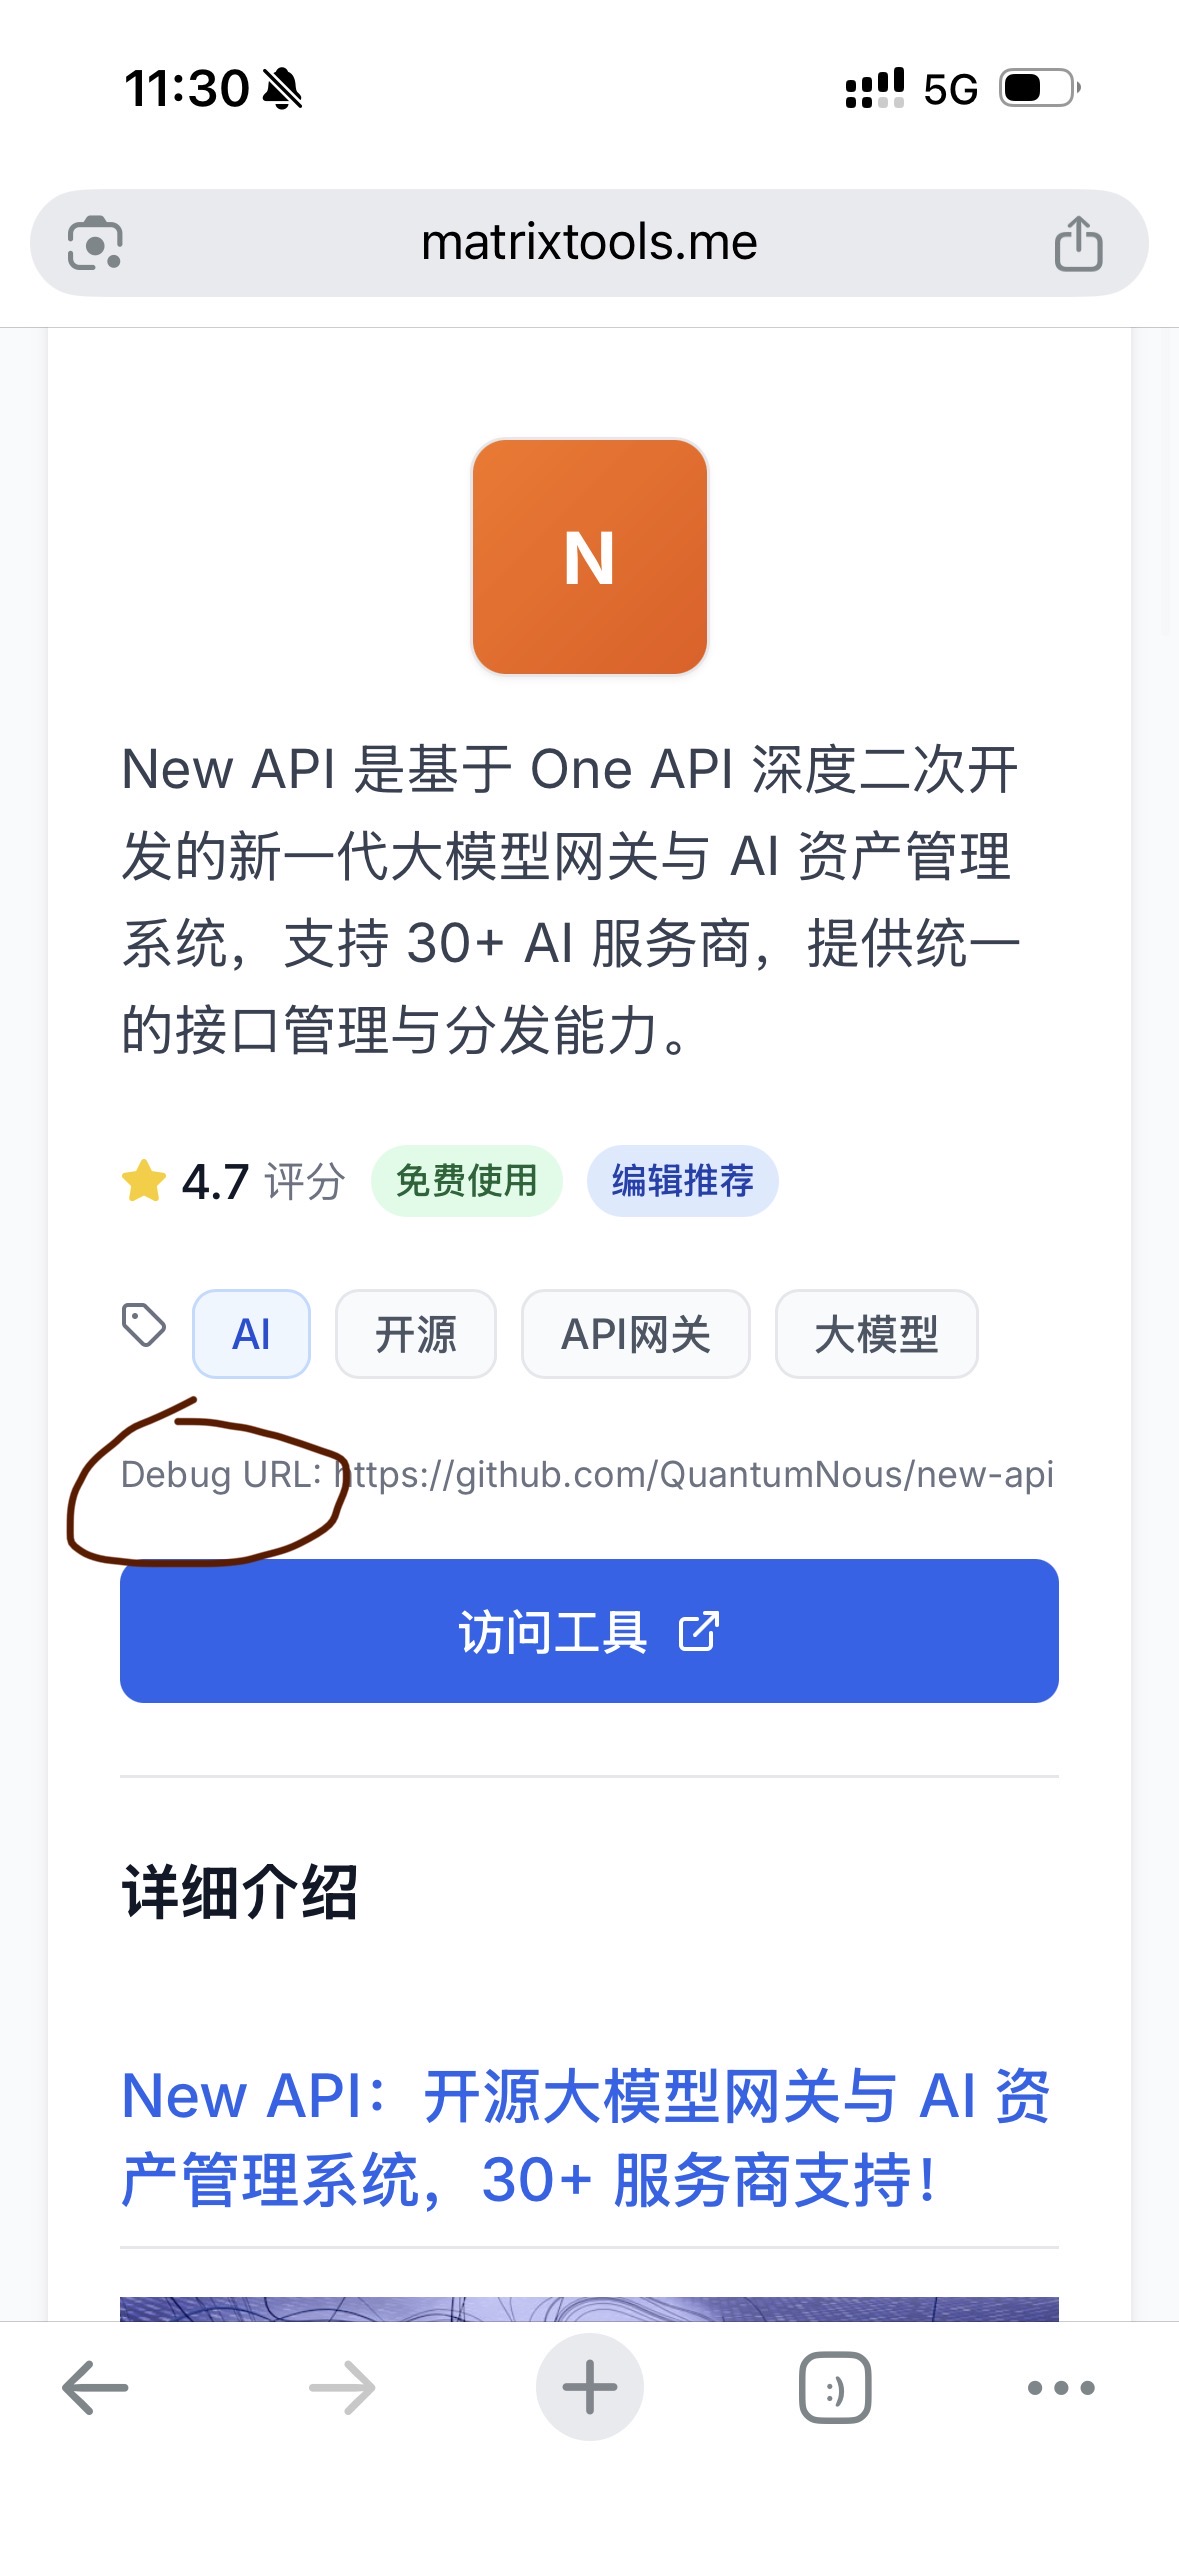 11:30
5G
matrixtools.me
N
New API 是基于 One API 深度二次开
发的新一代大模型网关与 AI 资产管理
系统，支持 30+ AI 服务商，提供统一
的接口管理与分发能力。
4.7 评分 免费使用 编辑推荐
AI 开源 API网关 大模型
Debug URL: https://github.com/QuantumNous/new-api
访问工具
详细介绍
New API：开源大模型网关与 AI 资
产管理系统，30+ 服务商支持！
:)